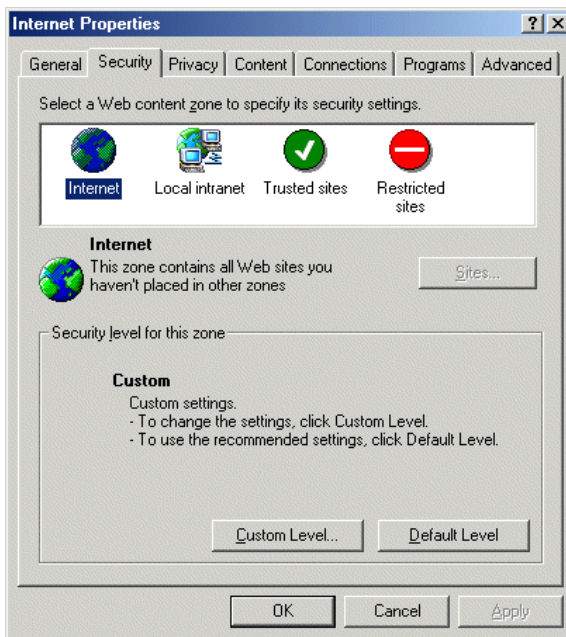 Internet Properties
General Security Privacy Content Connections Programs Advanced
Select a Web content zone to specify its security settings.
Internet Local intranet Trusted sites Restricted
sites
Internet
This zone contains all Web sites you
haven't placed in other zones
Sites...
Security level for this zone
Custom
Custom settings.
- To change the settings, click Custom Level.
- To use the recommended settings, click Default Level.
Custom Level... Default Level
OK Cancel Apply